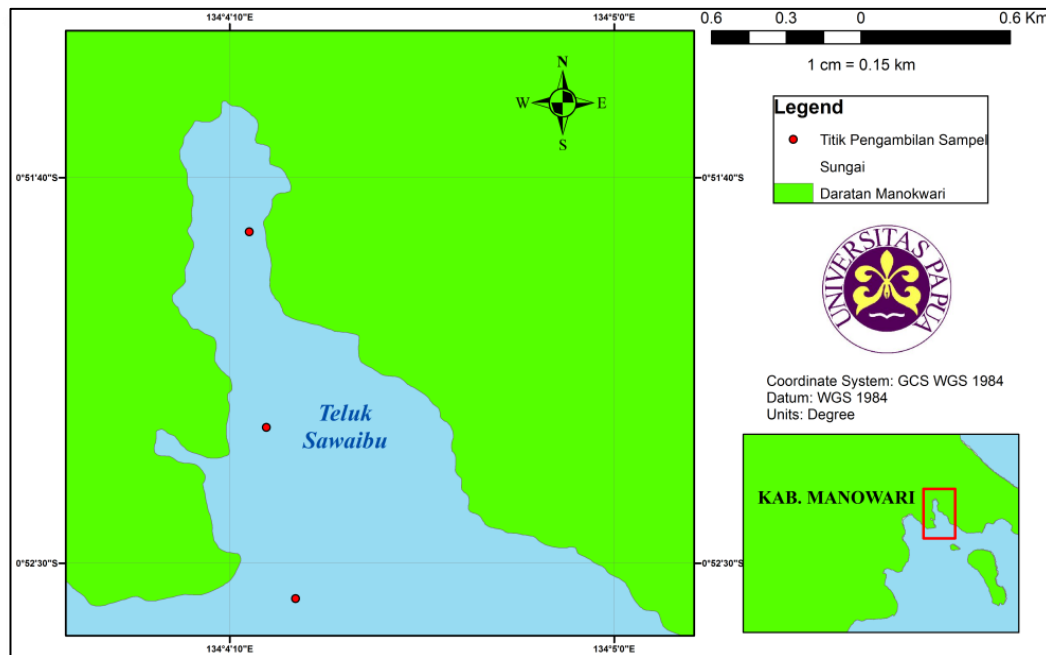 134°4'10"E
134°5'0"E
0°51'40"S
0°51'40"S
N
W
E
S
Teluk
Sawaibu
0°52'30"S
0°52'30"S
134°4'10"E
134°5'0"E
0.6
0.3
0
0.6 Km
1 cm = 0.15 km
Legend
Titik Pengambilan Sampel
Sungai
Daratan Manokwari
UNIVERSITAS PAPUA
Coordinate System: GCS WGS 1984
Datum: WGS 1984
Units: Degree
KAB. MANOWARI